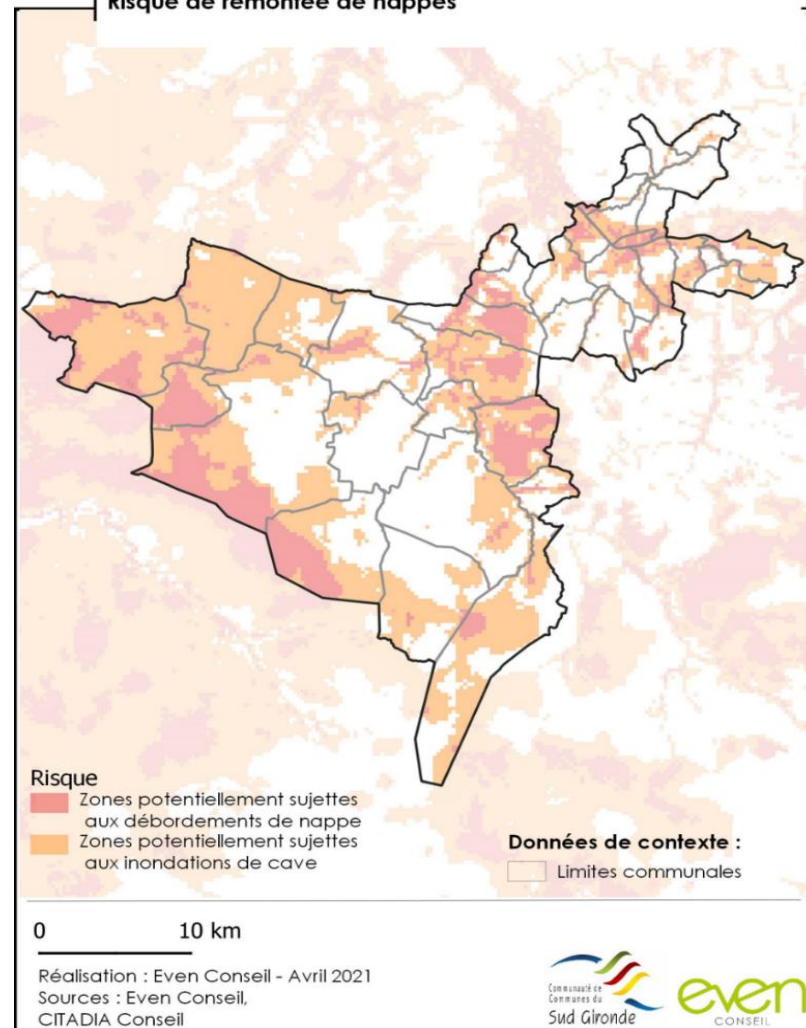 Risque de remontée de nappes
Risque
Zones potentiellement sujettes
aux débordements de nappe
Zones potentiellement sujettes
aux inondations de cave
Données de contexte :
Limites communales
0 10 km
Réalisation : Even Conseil - Avril 2021
Sources : Even Conseil,
CITADIA Conseil
Communauté de
Communes du
Sud Gironde
even
CONSEIL